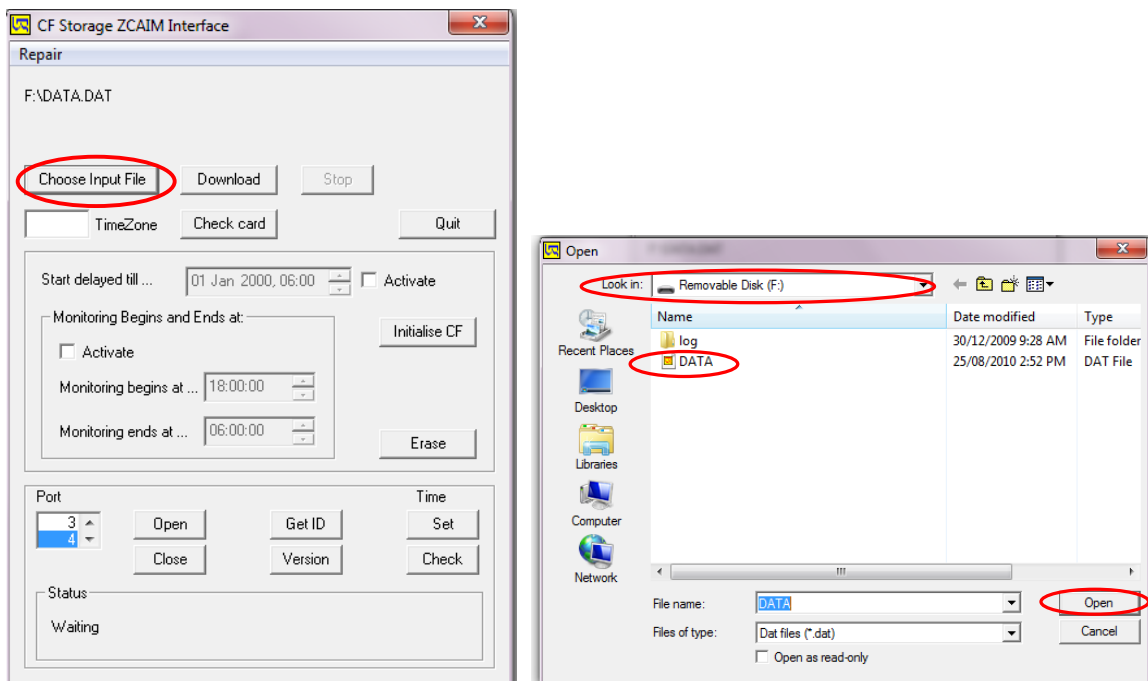 CF Storage ZCAIM Interface
Repair
F:\DATA.DAT
Choose Input File Download Stop
TimeZone Check card Quit
Start delayed till ... 01 Jan 2000, 06:00 Activate
Monitoring Begins and Ends at:
Initialise CF
Activate
Monitoring begins at ... 18:00:00
Monitoring ends at ... 06:00:00
Erase
Port Time
3 Open Get ID Set
4 Close Version Check
Status
Waiting
Open
Look in: Removable Disk (F:)
Name Date modified Type
log 30/12/2009 9:28 AM File folder
DATA 25/08/2010 2:52 PM DAT File
Recent Places
Desktop
Libraries
Computer
Network
File name: DATA Open
Files of type: Dat files (*.dat) Cancel
Open as read-only